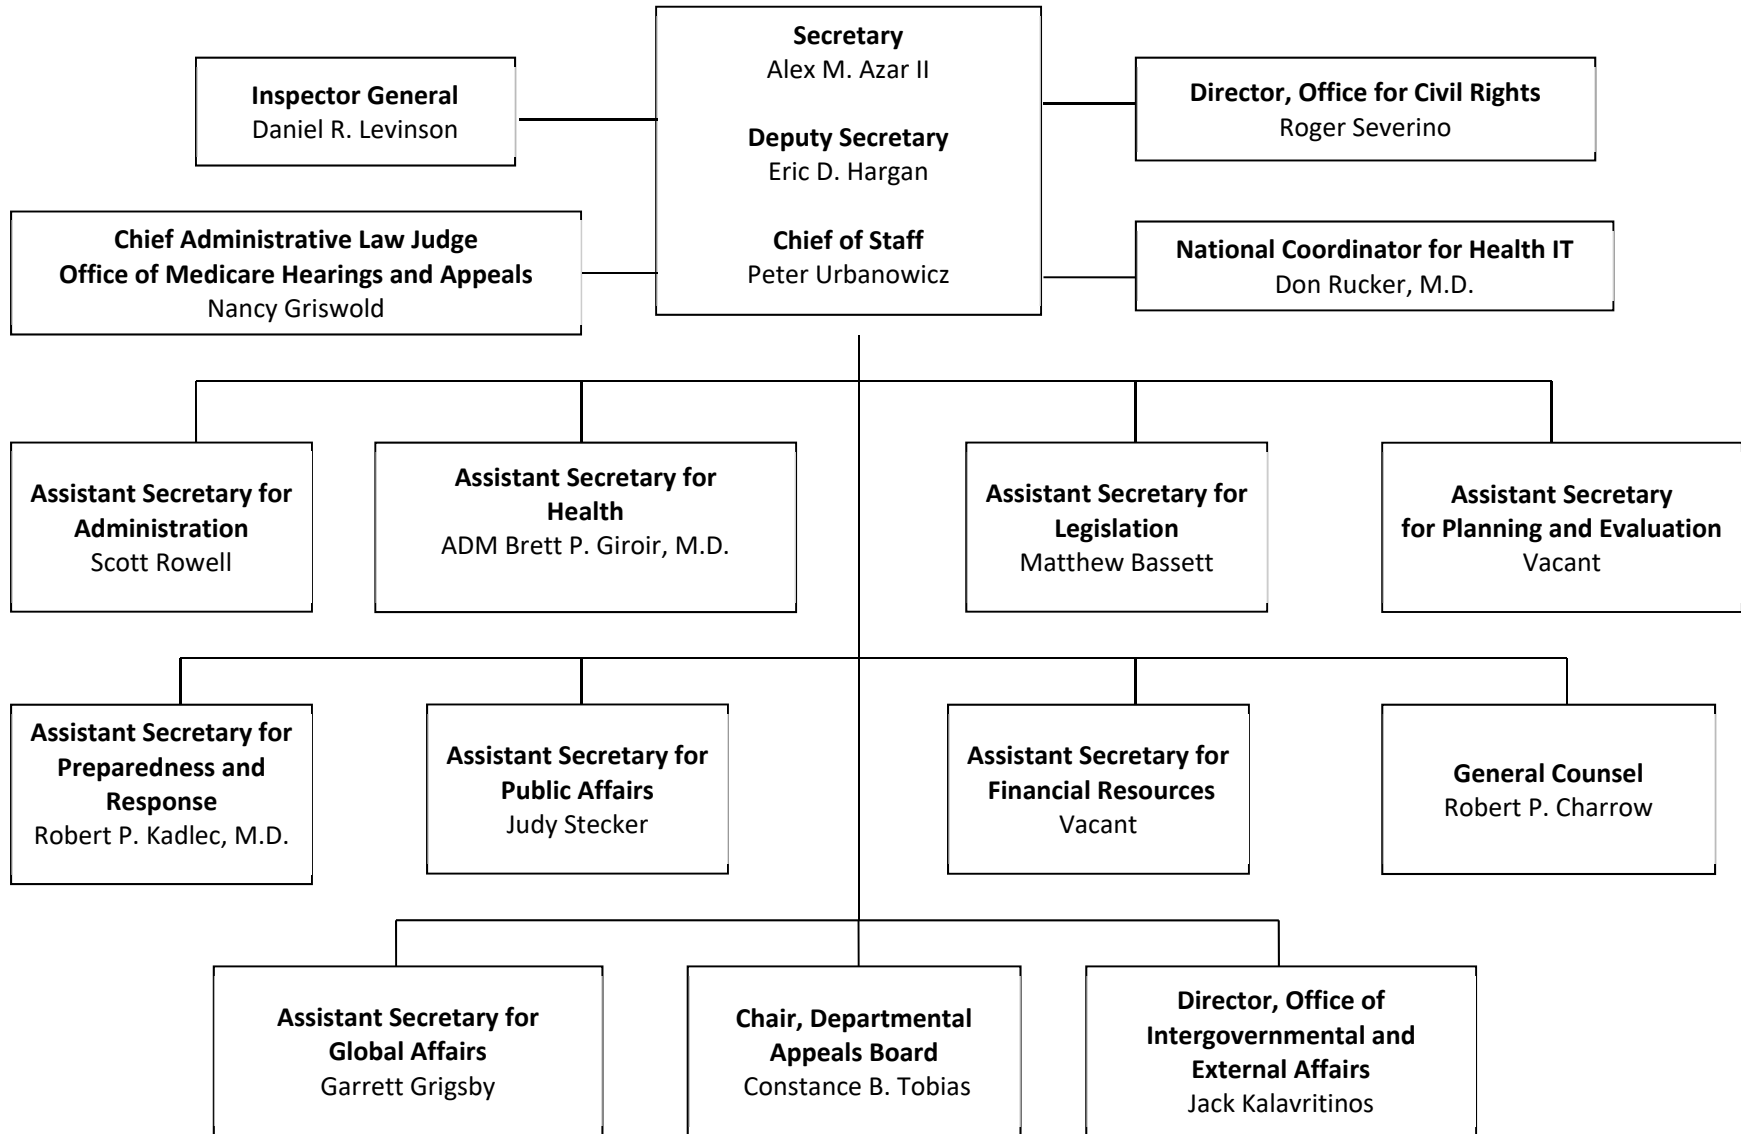 Secretary
Alex M. Azar II
Deputy Secretary
Eric D. Hargan
Chief of Staff
Peter Urbanowicz
Inspector General
Daniel R. Levinson
Director, Office for Civil Rights
Roger Severino
Chief Administrative Law Judge
Office of Medicare Hearings and Appeals
Nancy Griswold
National Coordinator for Health IT
Don Rucker, M.D.
Assistant Secretary for
Administration
Scott Rowell
Assistant Secretary for
Health
ADM Brett P. Giroir, M.D.
Assistant Secretary for
Legislation
Matthew Bassett
Assistant Secretary
for Planning and Evaluation
Vacant
Assistant Secretary for
Preparedness and
Response
Robert P. Kadlec, M.D.
Assistant Secretary for
Public Affairs
Judy Stecker
Assistant Secretary for
Financial Resources
Vacant
General Counsel
Robert P. Charrow
Assistant Secretary for
Global Affairs
Garrett Grigsby
Chair, Departmental
Appeals Board
Constance B. Tobias
Director, Office of
Intergovernmental and
External Affairs
Jack Kalavritinos